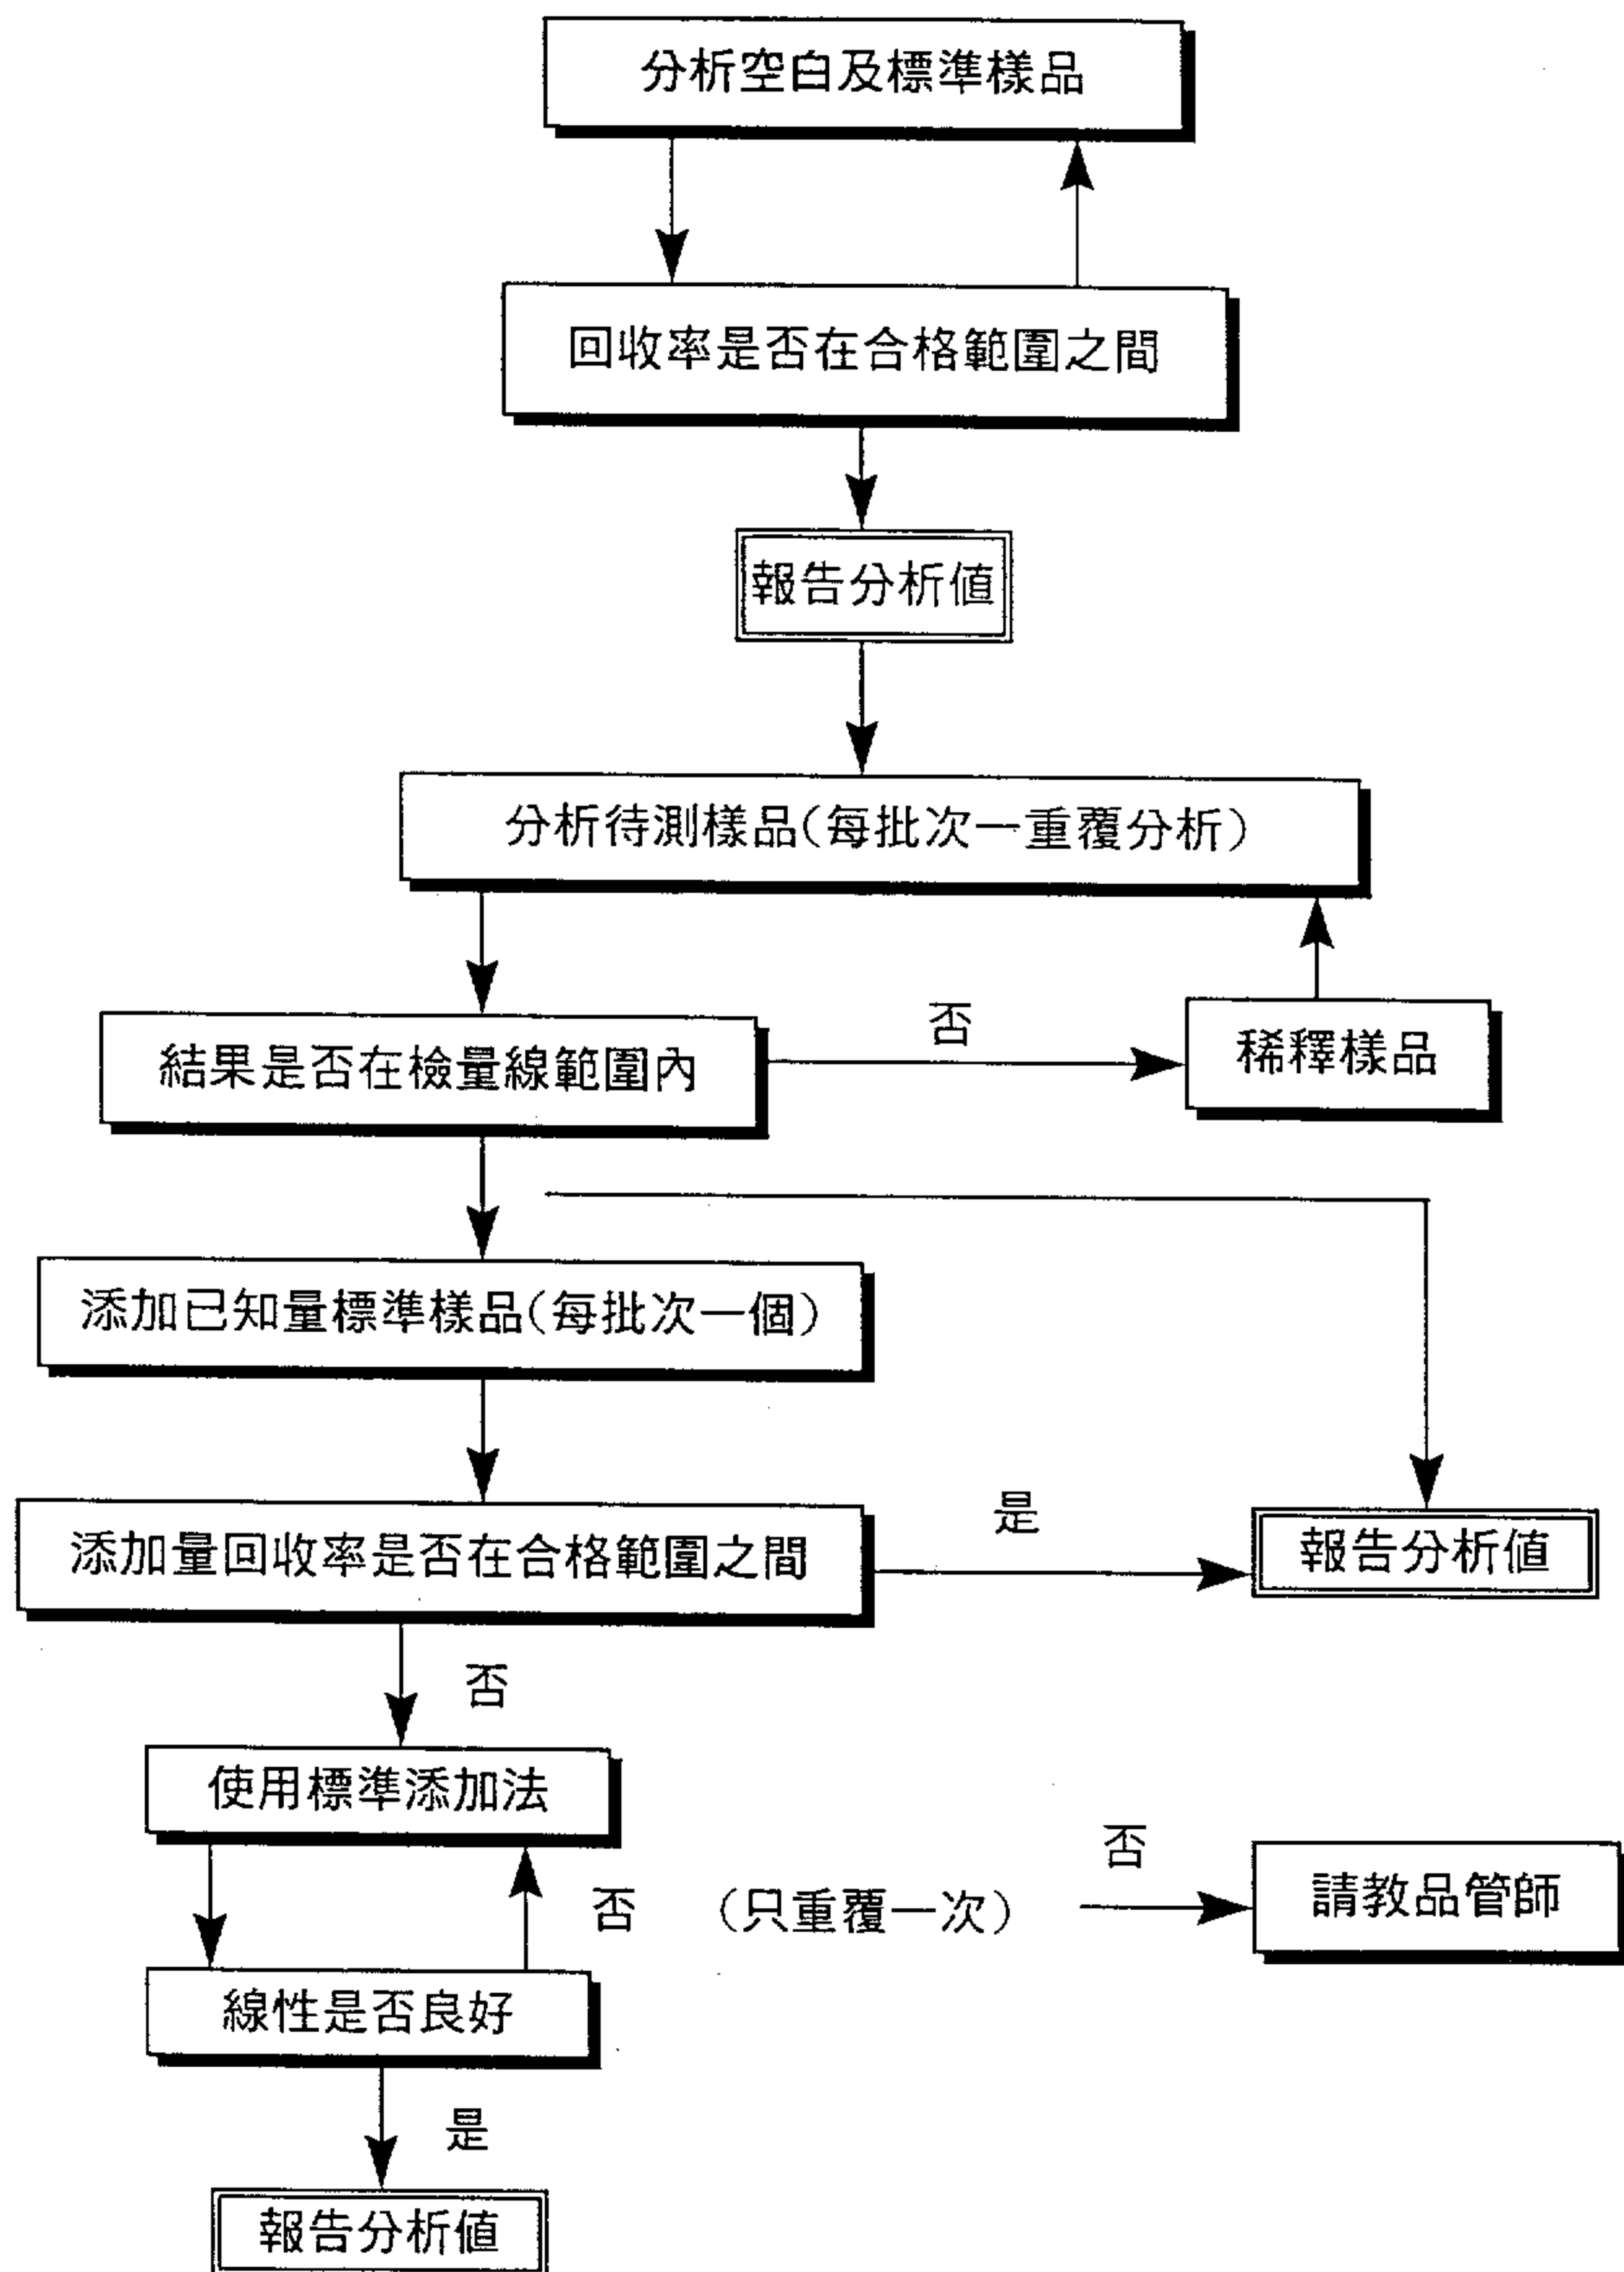 分析空白及標準樣品
回收率是否在合格範圍之間
報告分析值
分析待測樣品(每批次一重覆分析)
結果是否在檢量線範圍內
否
稀釋樣品
添加已知量標準樣品(每批次一個)
添加量回收率是否在合格範圍之間
是
報告分析值
否
使用標準添加法
否
(只重覆一次)
否
請教品管師
線性是否良好
是
報告分析值